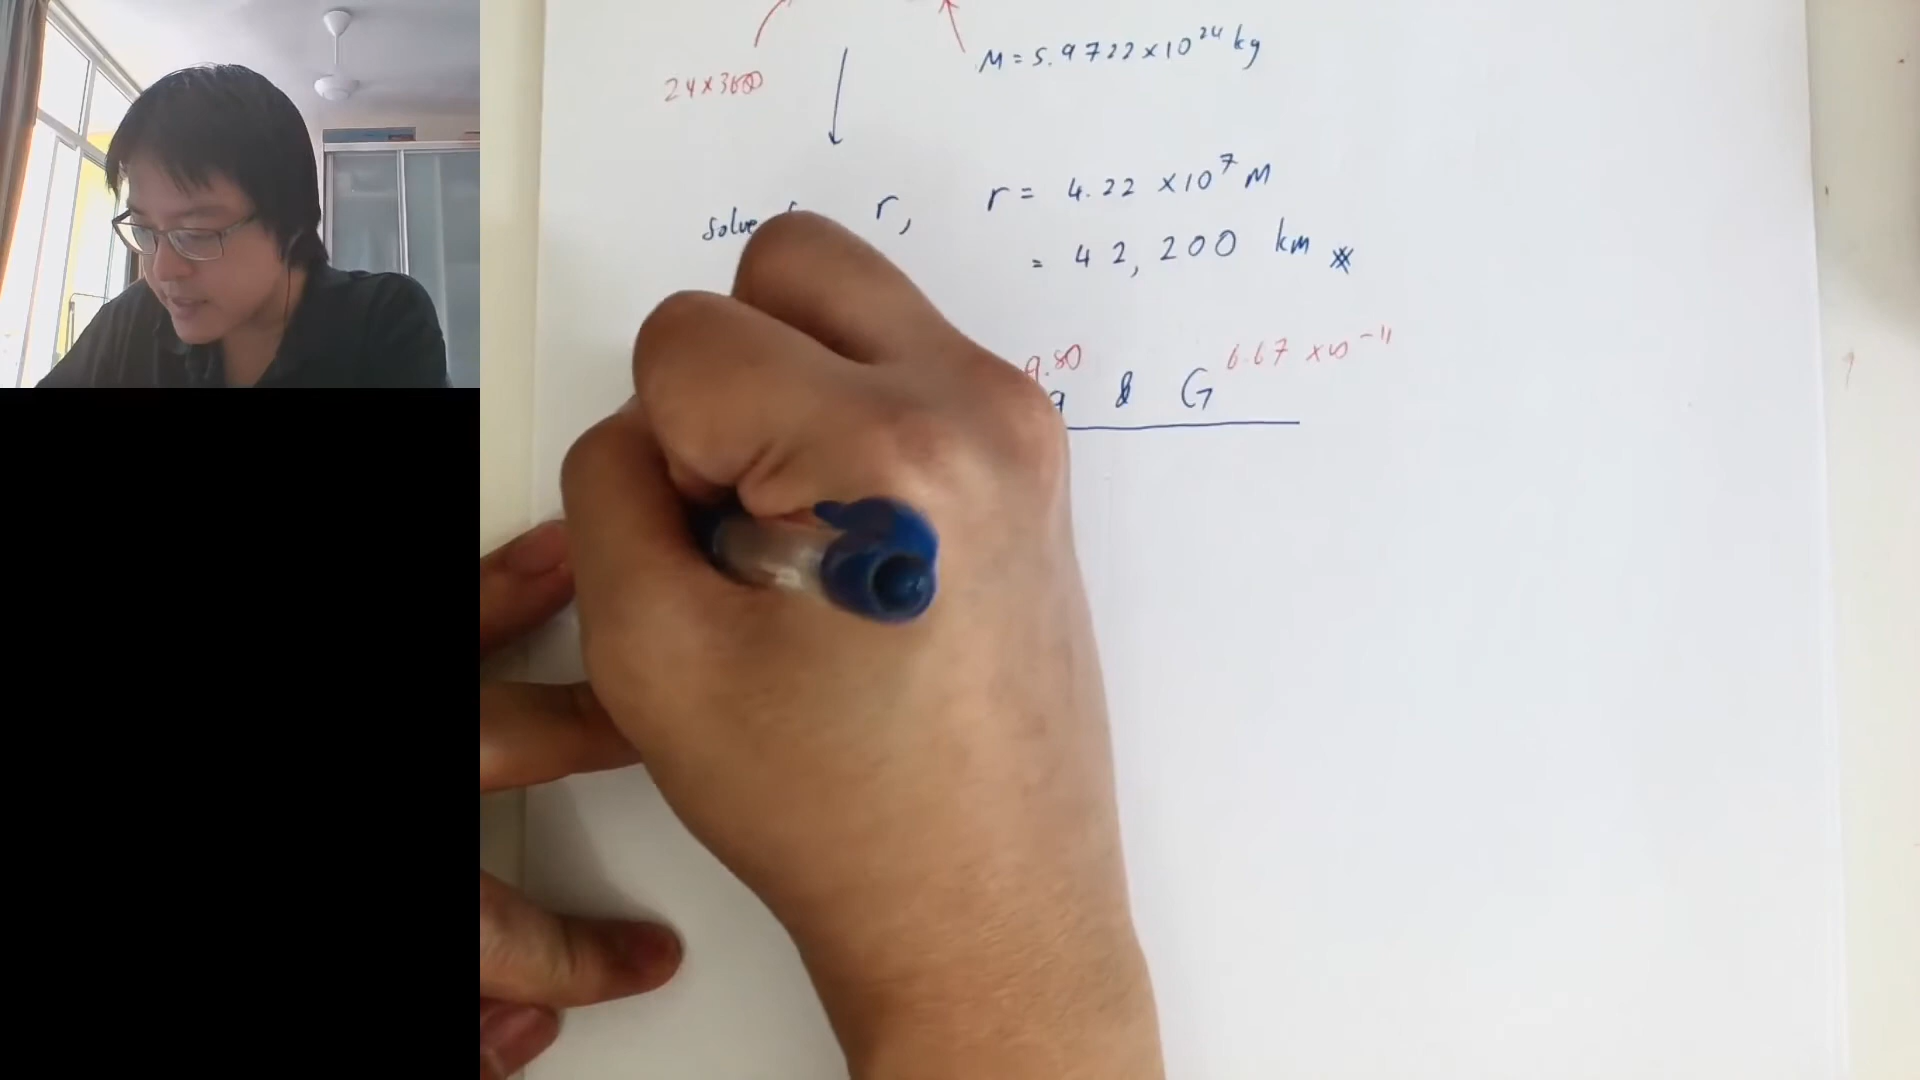 M = 5.9722 x 10²⁴ kg
24 x 3600
solve r, r = 4.22 x 10⁷ m
= 42,200 km *
9.80 6.67 x 10⁻¹¹
g & G